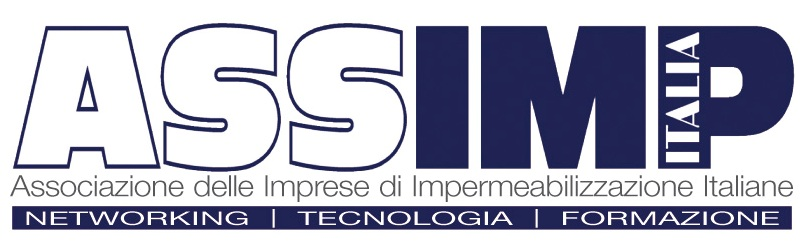 ASSIMP
ITALIA
Associazione delle Imprese di Impermeabilizzazione Italiane
NETWORKING | TECNOLOGIA | FORMAZIONE